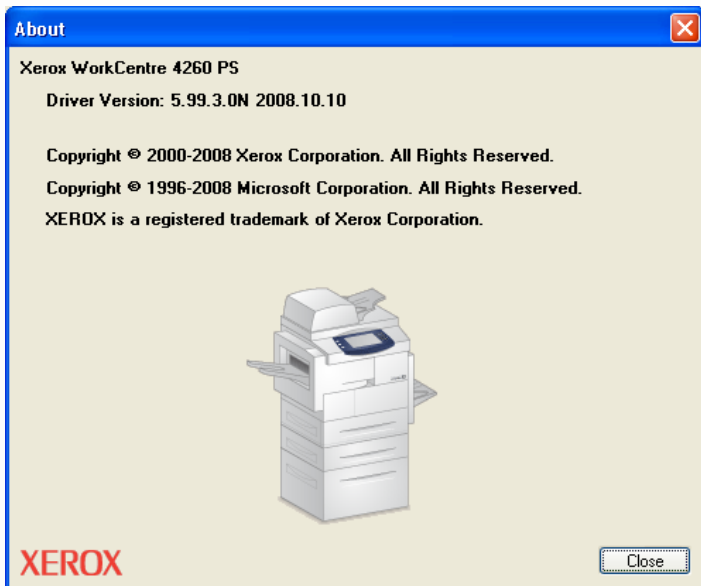 About
Xerox WorkCentre 4260 PS
Driver Version: 5.99.3.0N 2008.10.10
Copyright © 2000-2008 Xerox Corporation. All Rights Reserved.
Copyright © 1996-2008 Microsoft Corporation. All Rights Reserved.
XEROX is a registered trademark of Xerox Corporation.
XEROX
Close